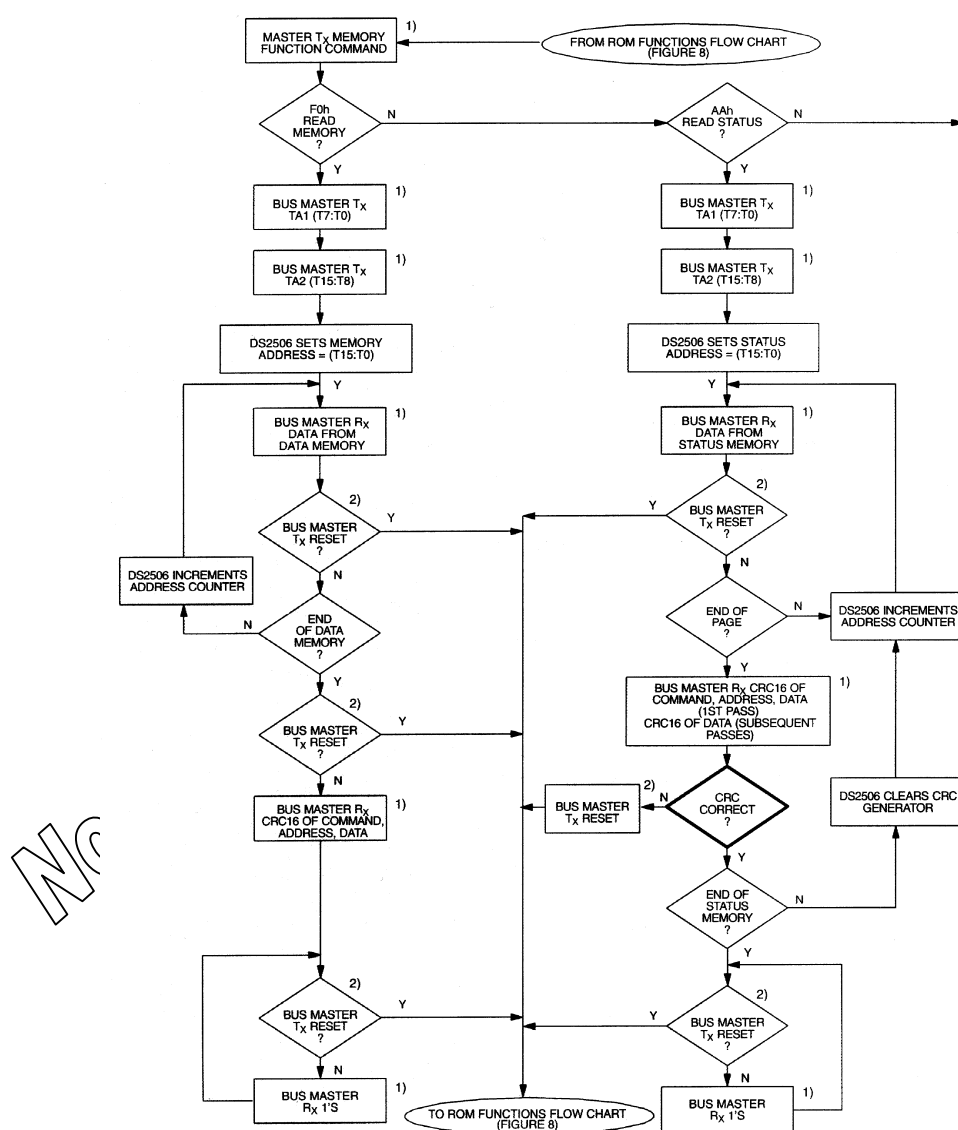 MASTER TX MEMORY
FUNCTION COMMAND
1)
FROM ROM FUNCTIONS FLOW CHART
(FIGURE 8)
F0h
READ
MEMORY
?
N
Y
AAh
READ STATUS
?
N
Y
BUS MASTER TX
TA1 (T7:T0)
1)
BUS MASTER TX
TA1 (T7:T0)
1)
BUS MASTER TX
TA2 (T15:T8)
1)
BUS MASTER TX
TA2 (T15:T8)
1)
DS2506 SETS MEMORY
ADDRESS = (T15:T0)
Y
DS2506 SETS STATUS
ADDRESS = (T15:T0)
Y
BUS MASTER RX
DATA FROM
DATA MEMORY
1)
BUS MASTER RX
DATA FROM
STATUS MEMORY
1)
2)
BUS MASTER
TX RESET
?
Y
N
2)
BUS MASTER
TX RESET
?
Y
N
DS2506 INCREMENTS
ADDRESS COUNTER
END
OF DATA
MEMORY
?
N
Y
END OF
PAGE
?
N
Y
DS2506 INCREMENTS
ADDRESS COUNTER
2)
BUS MASTER
TX RESET
?
Y
N
BUS MASTER RX CRC16 OF
COMMAND, ADDRESS, DATA
(1ST PASS)
CRC16 OF DATA (SUBSEQUENT
PASSES)
1)
BUS MASTER RX
CRC16 OF COMMAND,
ADDRESS, DATA
1)
BUS MASTER
TX RESET
2)
N
CRC
CORRECT
?
Y
DS2506 CLEARS CRC
GENERATOR
END OF
STATUS
MEMORY
?
N
Y
2)
BUS MASTER
TX RESET
?
Y
N
2)
BUS MASTER
TX RESET
?
Y
N
BUS MASTER
RX 1'S
1)
TO ROM FUNCTIONS FLOW CHART
(FIGURE 8)
BUS MASTER
RX 1'S
1)